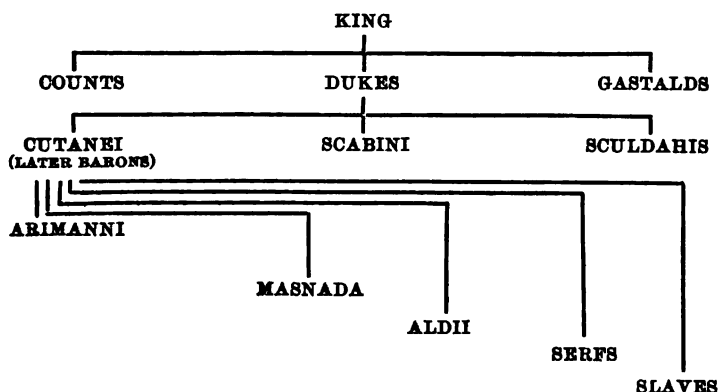 KING
COUNTS DUKES GASTALDS
CUTANEI SCABINI SCULDAHIS
(LATER BARONS)
ARIMANNI
MASNADA
ALDII
SERFS
SLAVES